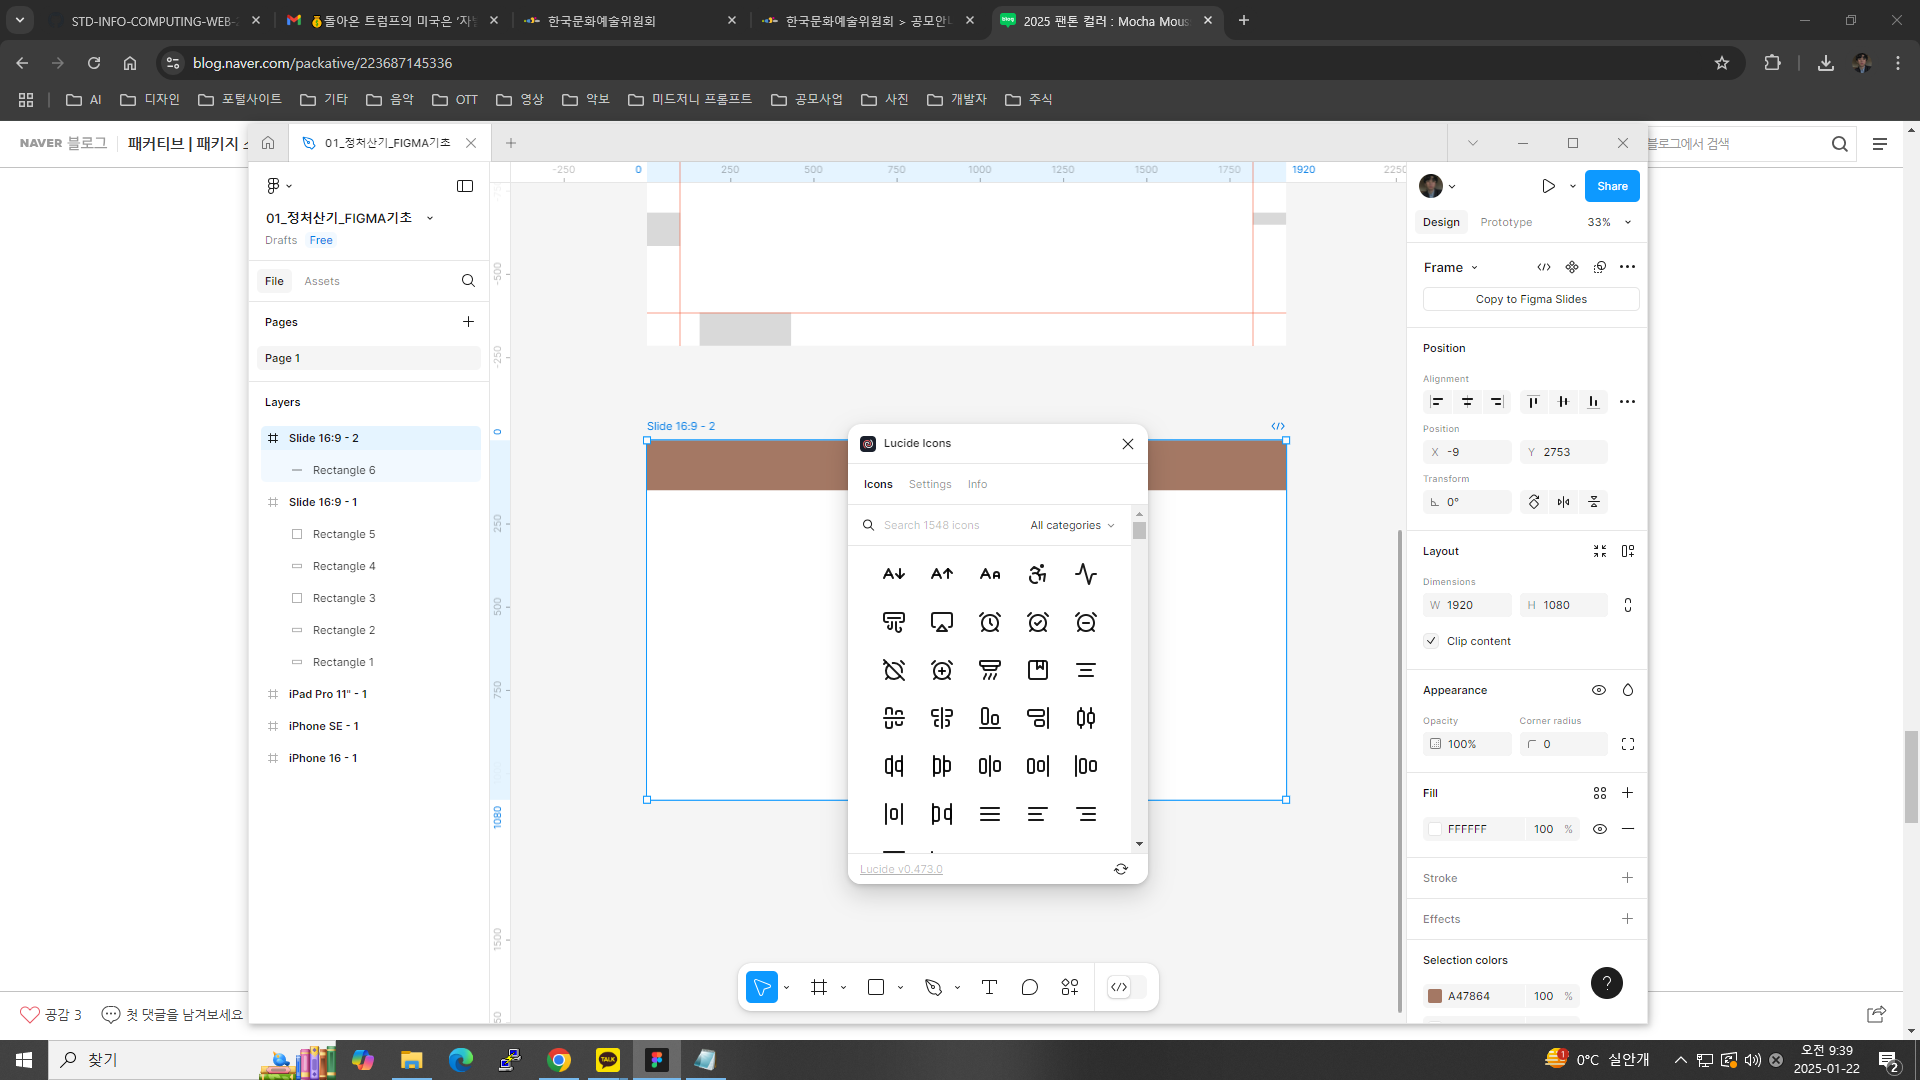 STD-INFO-COMPUTING-WEB-2
💰돌아온 트럼프의 미국은 '자
한국문화예술위원회
한국문화예술위원회 > 공모안
2025 팬톤 컬러 : Mocha Mous
blog.naver.com/packative/223687145336
AI
디자인
포털사이트
기타
음악
OTT
영상
악보
미드저니 프롬프트
공모사업
사진
개발자
주식
NAVER 블로그
패커티브 | 패키지
블로그에서 검색
01_정처산기_FIGMA기초
01_정처산기_FIGMA기초
Drafts
Free
File
Assets
Pages
Page 1
Layers
Slide 16:9 - 2
Rectangle 6
Slide 16:9 - 1
Rectangle 5
Rectangle 4
Rectangle 3
Rectangle 2
Rectangle 1
iPad Pro 11" - 1
iPhone SE - 1
iPhone 16 - 1
-250
0
250
500
750
1000
1250
1500
1750
1920
2250
-500
-250
0
250
500
750
1080
1500
Slide 16:9 - 2
Lucide Icons
Icons
Settings
Info
Search 1548 icons
All categories
Lucide v0.473.0
Share
Design
Prototype
33%
Frame
Copy to Figma Slides
Position
Alignment
Position
X -9
Y 2753
Transform
0°
Layout
Dimensions
W 1920
H 1080
Clip content
Appearance
Opacity
Corner radius
100%
0
Fill
FFFFFF
100 %
Stroke
Effects
Selection colors
A47864
100 %
?
공감 3
첫 댓글을 남겨보세요
찾기
TALK
1
0°C 실안개
오전 9:39
2025-01-22
2